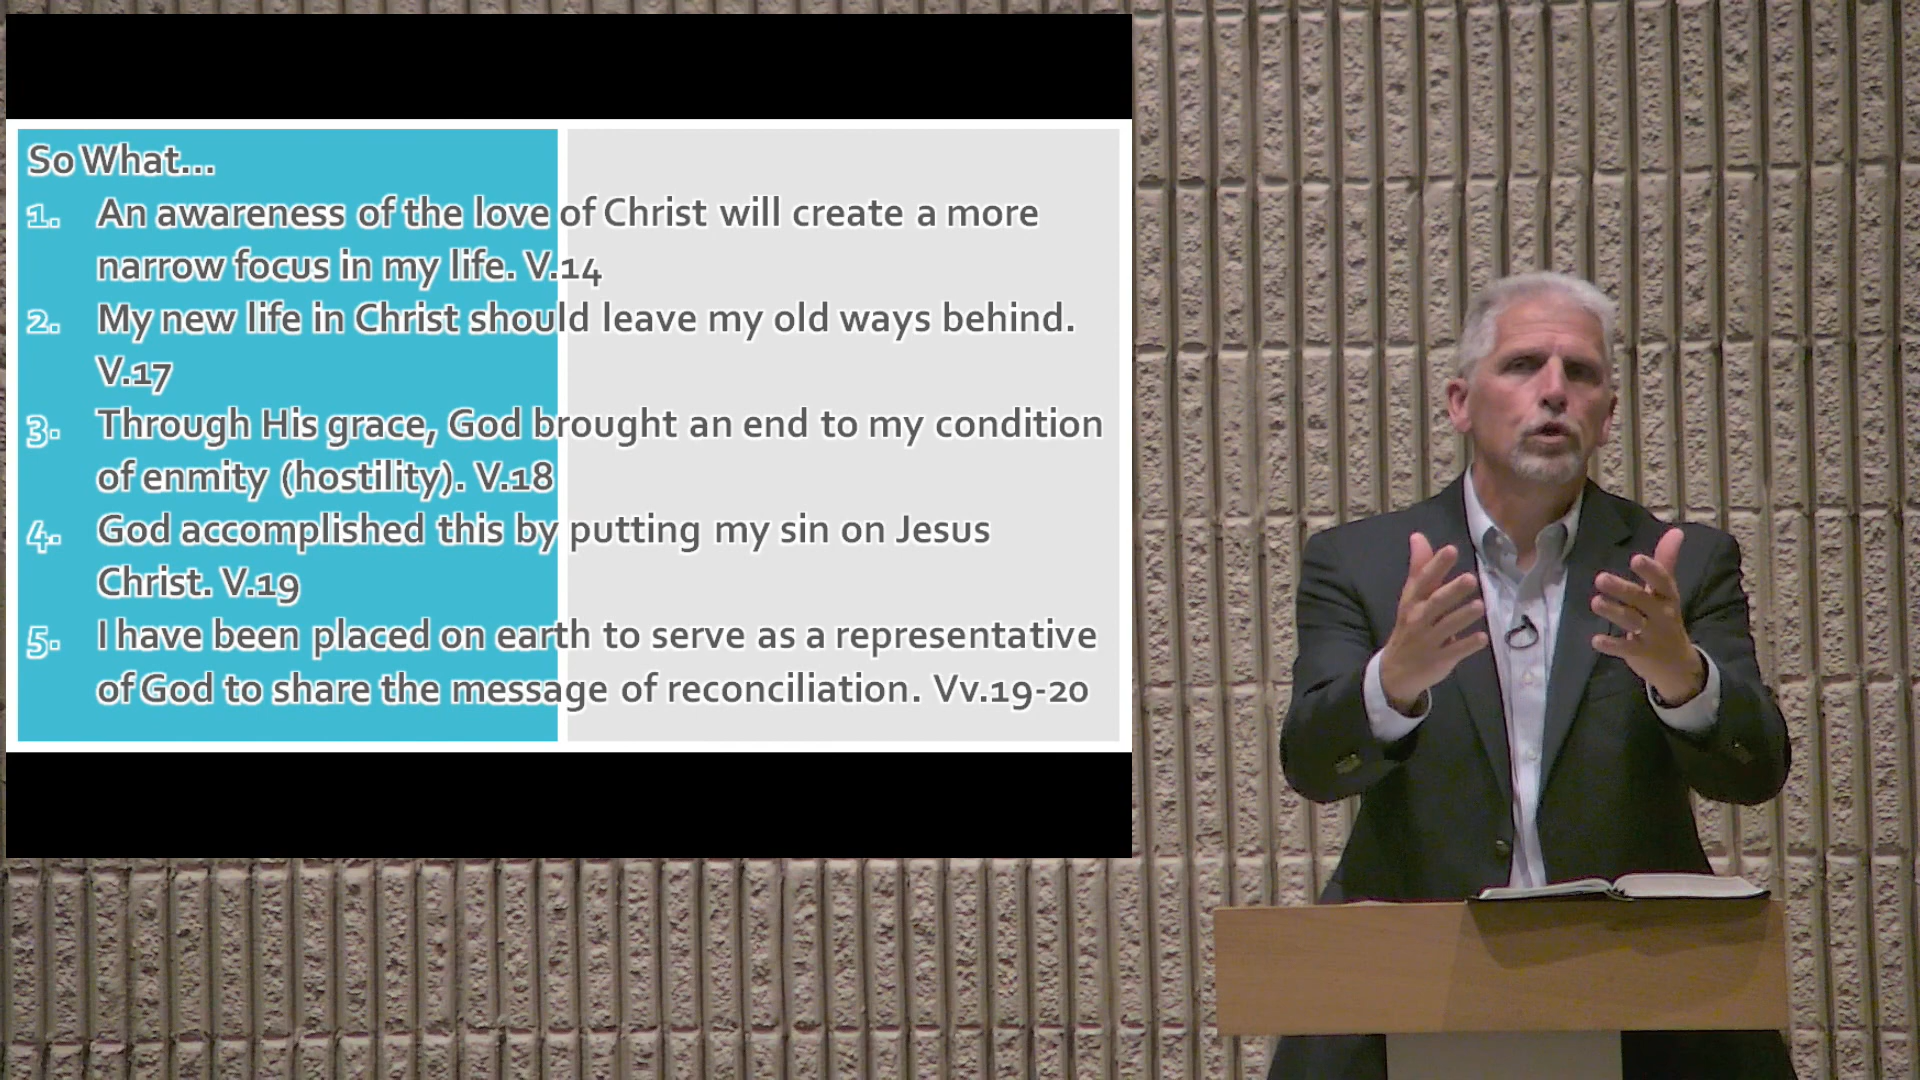 So What...
1. An awareness of the love of Christ will create a more
narrow focus in my life. V.14
2. My new life in Christ should leave my old ways behind.
V.17
3. Through His grace, God brought an end to my condition
of enmity (hostility). V.18
4. God accomplished this by putting my sin on Jesus
Christ. V.19
5. I have been placed on earth to serve as a representative
of God to share the message of reconciliation. Vv.19-20